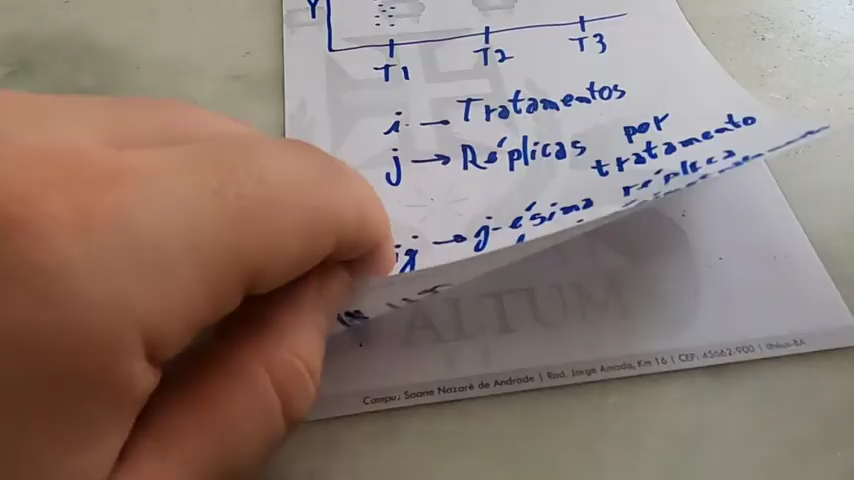 Y
T1 T2 T3
i → Tratamentos
j → Réplicas por tratamento
ij → j-ésima réplica
ALTUM
Campus Soane Nazaré de Andrade | Rod. Jorge Amado, Km 16 | CEP: 45662-900 | Ilhéus-BA